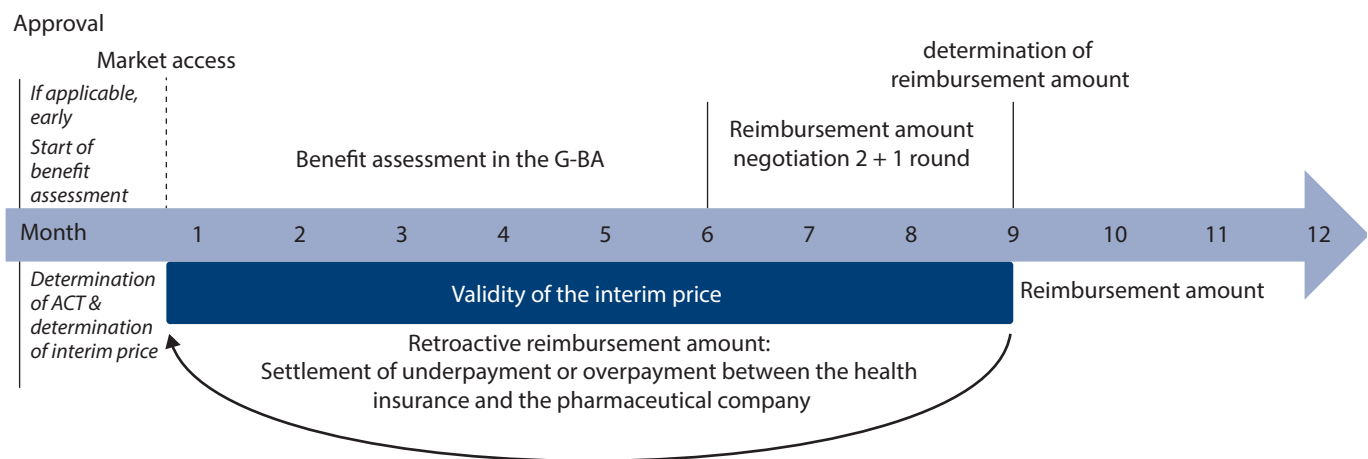 Approval
Market access
If applicable,
early
Start of
benefit
assessment
Benefit assessment in the G-BA
Reimbursement amount
negotiation 2 + 1 round
determination of
reimbursement amount
Month 1 2 3 4 5 6 7 8 9 10 11 12
Determination
of ACT &
determination
of interim price
Validity of the interim price
Reimbursement amount
Retroactive reimbursement amount:
Settlement of underpayment or overpayment between the health
insurance and the pharmaceutical company